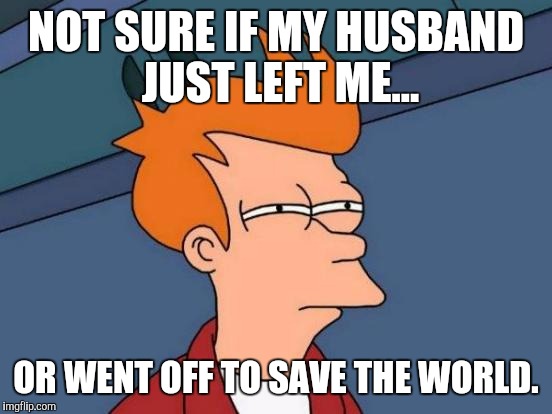 NOT SURE IF MY HUSBAND
JUST LEFT ME...
OR WENT OFF TO SAVE THE WORLD.
imgflip.com